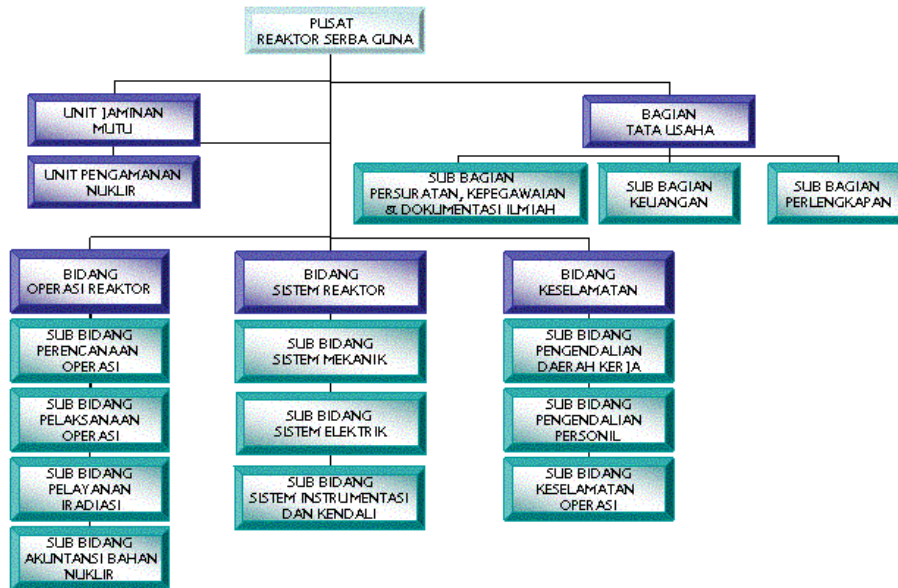 PUSAT
REAKTOR SERBA GUNA
UNIT JAMINAN
MUTU
BAGIAN
TATA USAHA
UNIT PENGAMANAN
NUKLIR
SUB BAGIAN
PERSURATAN, KEPEGAWAIAN
& DOKUMENTASI ILMIAH
SUB BAGIAN
KEUANGAN
SUB BAGIAN
PERLENGKAPAN
BIDANG
OPERASI REAKTOR
BIDANG
SISTEM REAKTOR
BIDANG
KESELAMATAN
SUB BIDANG
PERENCANAAN
OPERASI
SUB BIDANG
SISTEM MEKANIK
SUB BIDANG
PENGENDALIAN
DAERAH KERJA
SUB BIDANG
PELAKSANAAN
OPERASI
SUB BIDANG
SISTEM ELEKTRIK
SUB BIDANG
PENGENDALIAN
PERSONIL
SUB BIDANG
PELAYANAN
IRADIASI
SUB BIDANG
SISTEM INSTRUMENTASI
DAN KENDALI
SUB BIDANG
KESELAMATAN
OPERASI
SUB BIDANG
AKUNTANSI BAHAN
NUKLIR